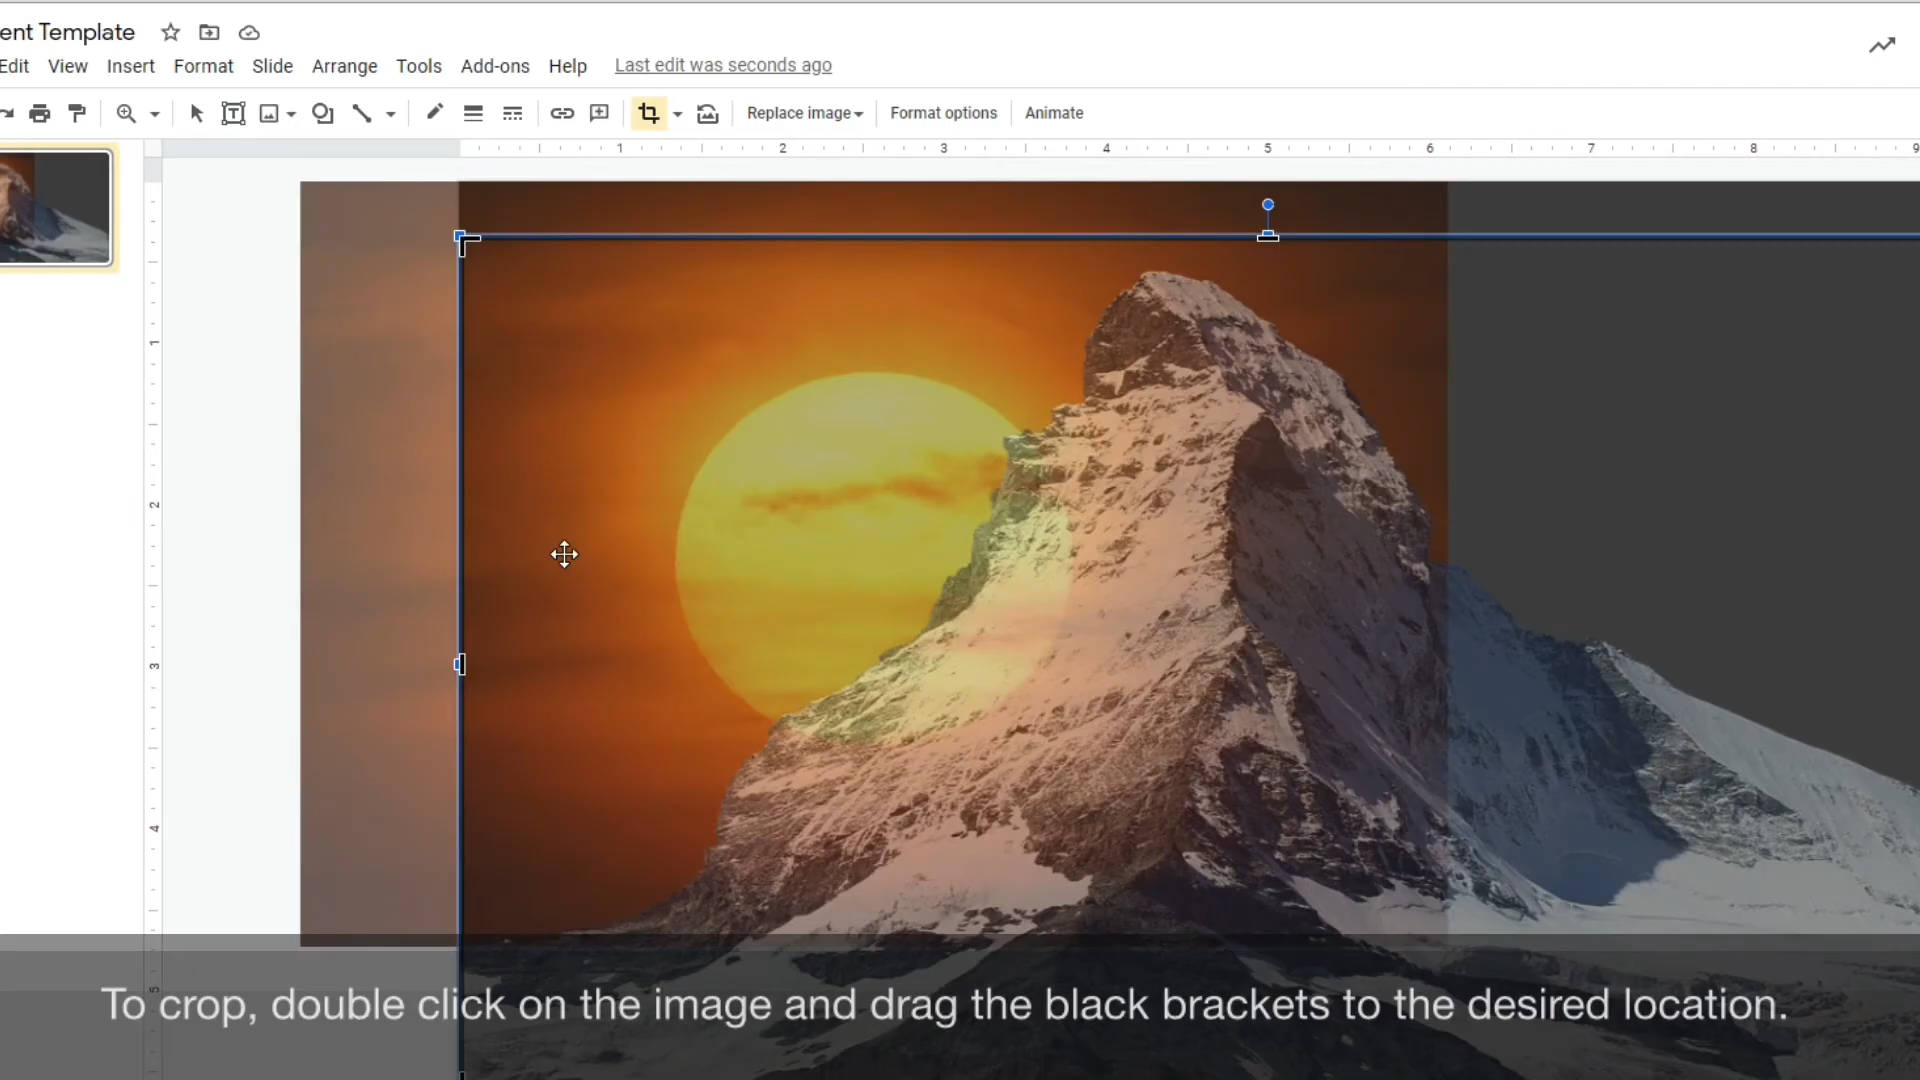 ent Template
Edit View Insert Format Slide Arrange Tools Add-ons Help Last edit was seconds ago
Replace image Format options Animate
1 2 3 4 5 6 7 8 9
1
2
3
4
5
To crop, double click on the image and drag the black brackets to the desired location.